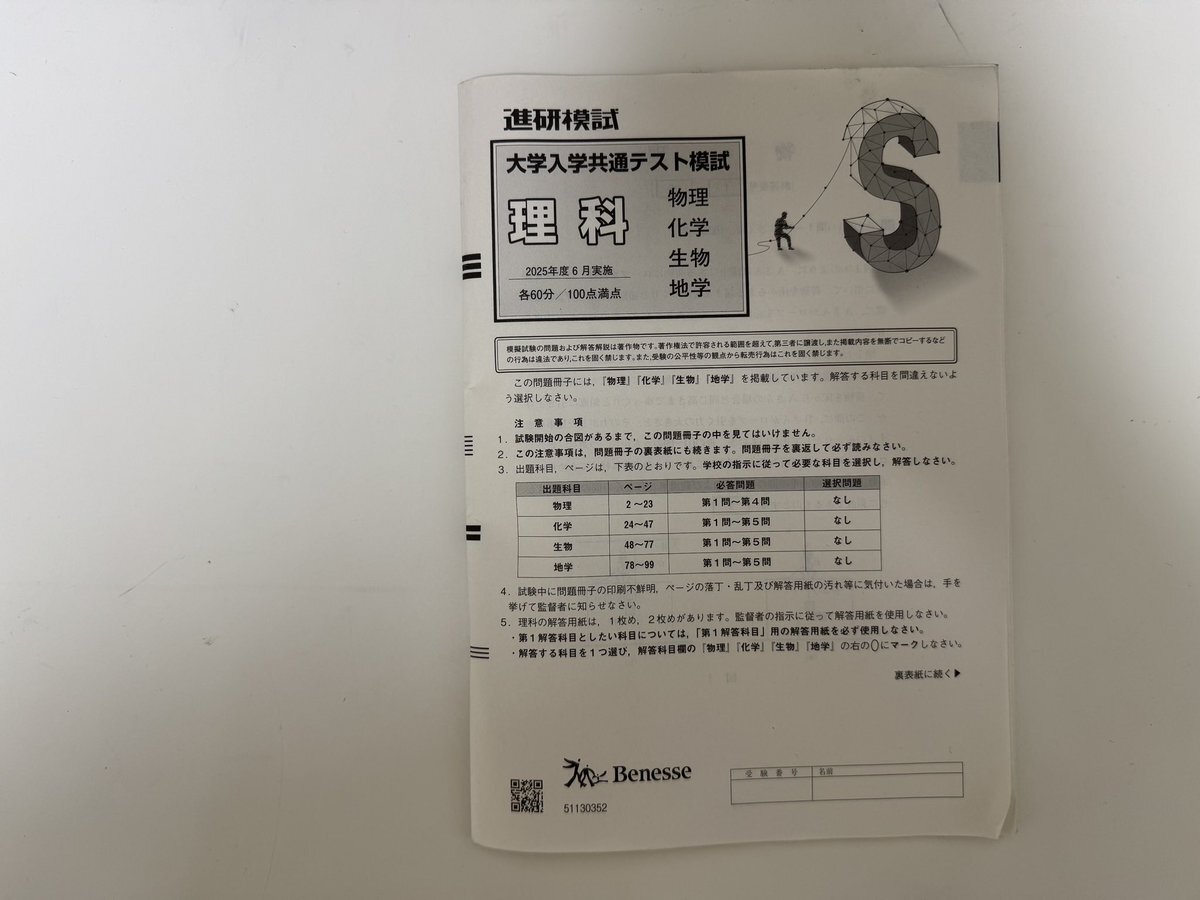 進研模試
大学入学共通テスト模試
理科
物理
化学
生物
地学
2025年度6月実施
各60分/100点満点
模擬試験の問題および解答解説は著作物です。著作権法で許容される範囲を超えて,第三者に譲渡し,また掲載内容を無断でコピーするなど
の行為は違法であり,これを固く禁じます。また,受験の公平性等の観点から転売行為はこれを固く禁じます。
この問題冊子には,『物理』『化学』『生物』『地学』を掲載しています。解答する科目を間違えないよ
う選択しなさい。
注意事項
1. 試験開始の合図があるまで,この問題冊子の中を見てはいけません。
2. この注意事項は,問題冊子の裏表紙にも続きます。問題冊子を裏返して必ず読みなさい。
3. 出題科目,ページは,下表のとおりです。学校の指示に従って必要な科目を選択し,解答しなさい。
出題科目 ページ 必答問題 選択問題
物理 2~23 第1問~第4問 なし
化学 24~47 第1問~第5問 なし
生物 48~77 第1問~第5問 なし
地学 78~99 第1問~第5問 なし
4. 試験中に問題冊子の印刷不鮮明,ページの落丁・乱丁及び解答用紙の汚れ等に気付いた場合は,手を
挙げて監督者に知らせなさい。
5. 理科の解答用紙は,1枚め,2枚めがあります。監督者の指示に従って解答用紙を使用しなさい。
・第1解答科目としたい科目については,「第1解答科目」用の解答用紙を必ず使用しなさい。
・解答する科目を1つ選び,解答科目欄の『物理』『化学』『生物』『地学』の右の0にマークしなさい。
裏表紙に続く▶
Benesse
51130352
受験番号 名前